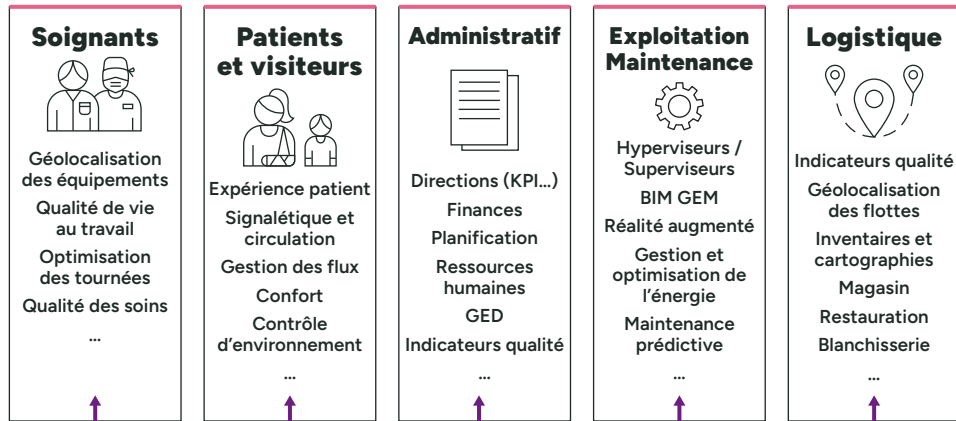 Soignants
Géolocalisation
des équipements
Qualité de vie
au travail
Optimisation
des tournées
Qualité des soins
...
Patients
et visiteurs
Expérience patient
Signalétique et
circulation
Gestion des flux
Confort
Contrôle
d'environnement
...
Administratif
Directions (KPI...)
Finances
Planification
Ressources
humaines
GED
Indicateurs qualité
...
Exploitation
Maintenance
Hyperviseurs /
Superviseurs
BIM GEM
Réalité augmenté
Gestion et
optimisation de
l'énergie
Maintenance
prédictive
...
Logistique
Indicateurs qualité
Géolocalisation
des flottes
Inventaires et
cartographies
Magasin
Restauration
Blanchisserie
...